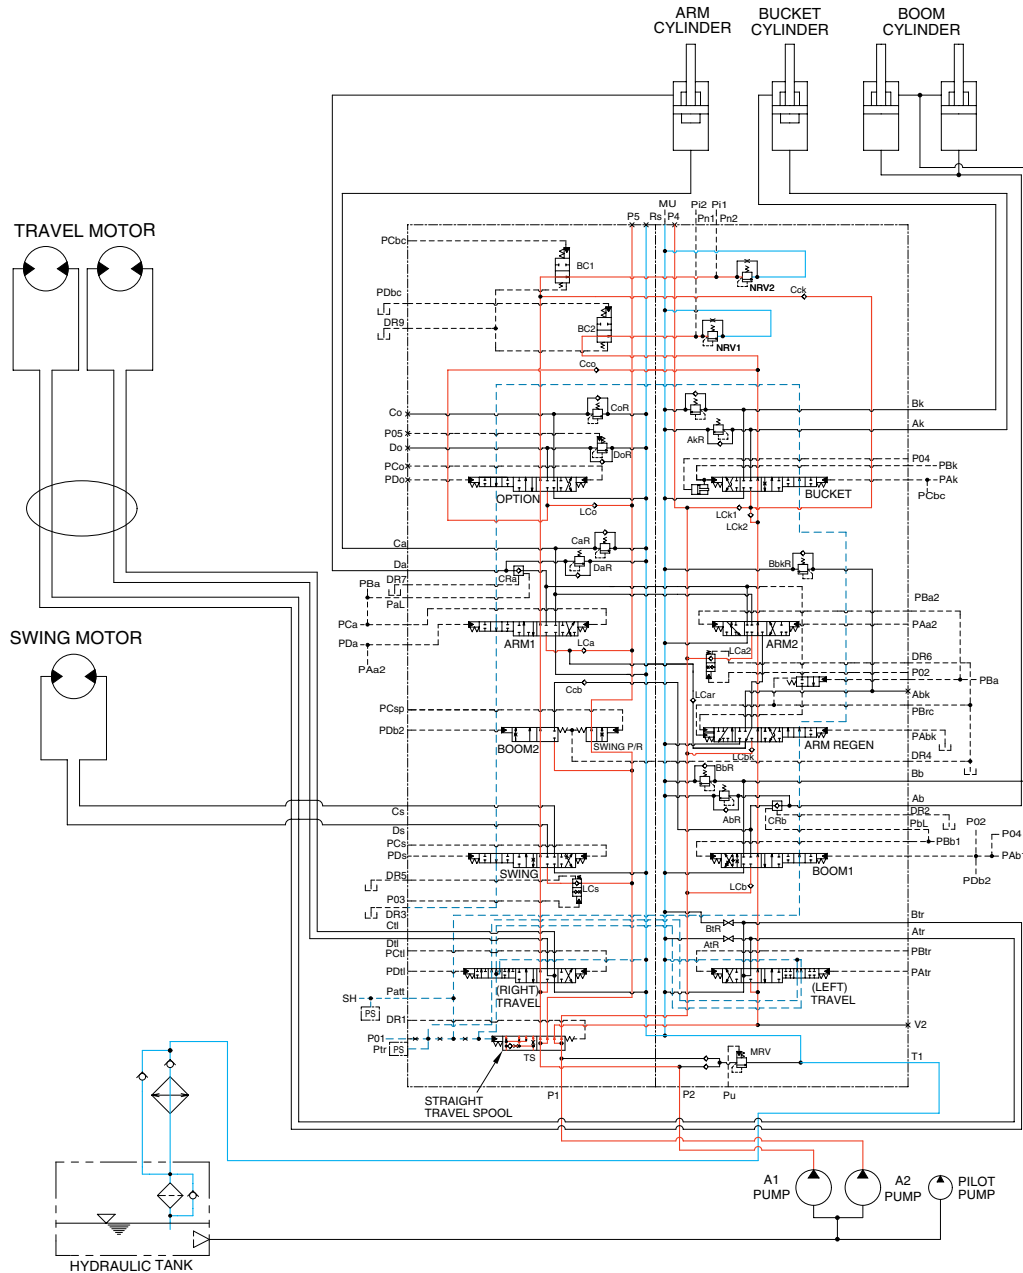 ARM
CYLINDER
BUCKET
CYLINDER
BOOM
CYLINDER
TRAVEL MOTOR
SWING MOTOR
P5
Rs
MU
P4
Pi2
Pi1
Pn1
Pn2
PCbc
BC1
NRV2
Cck
PDbc
DR9
BC2
NRV1
Cco
Co
CoR
Bk
P05
Do
DoR
AkR
Ak
PCo
PDo
P04
PBk
PAk
PCbc
OPTION
BUCKET
LCo
LCk1
LCk2
Ca
CaR
Da
DaR
CRa
BbkR
DR7
PBa
PaL
PBa2
PCa
PAa2
PDa
PAa2
ARM1
ARM2
LCa
LCa2
Ccb
LCar
DR6
P02
PBa
Abk
PCsp
PBrc
PDb2
PAbk
BOOM2
SWING P/R
ARM REGEN
LCbk
DR4
BbR
Bb
AbR
CRb
Ab
DR2
PbL
Cs
Ds
PCs
PDs
P02
P04
PBb1
PAb1
PDb2
SWING
BOOM1
DR5
LCs
LCb
P03
DR3
Ctl
Btr
BtR
Atr
AtR
Dtl
PCtl
PBtr
PDtl
PAtr
(RIGHT)
TRAVEL
(LEFT)
TRAVEL
Patt
SH
PS
DR1
V2
P01
Ptr
PS
TS
MRV
T1
STRAIGHT
TRAVEL SPOOL
P1
P2
Pu
A1
PUMP
A2
PUMP
PILOT
PUMP
HYDRAULIC TANK